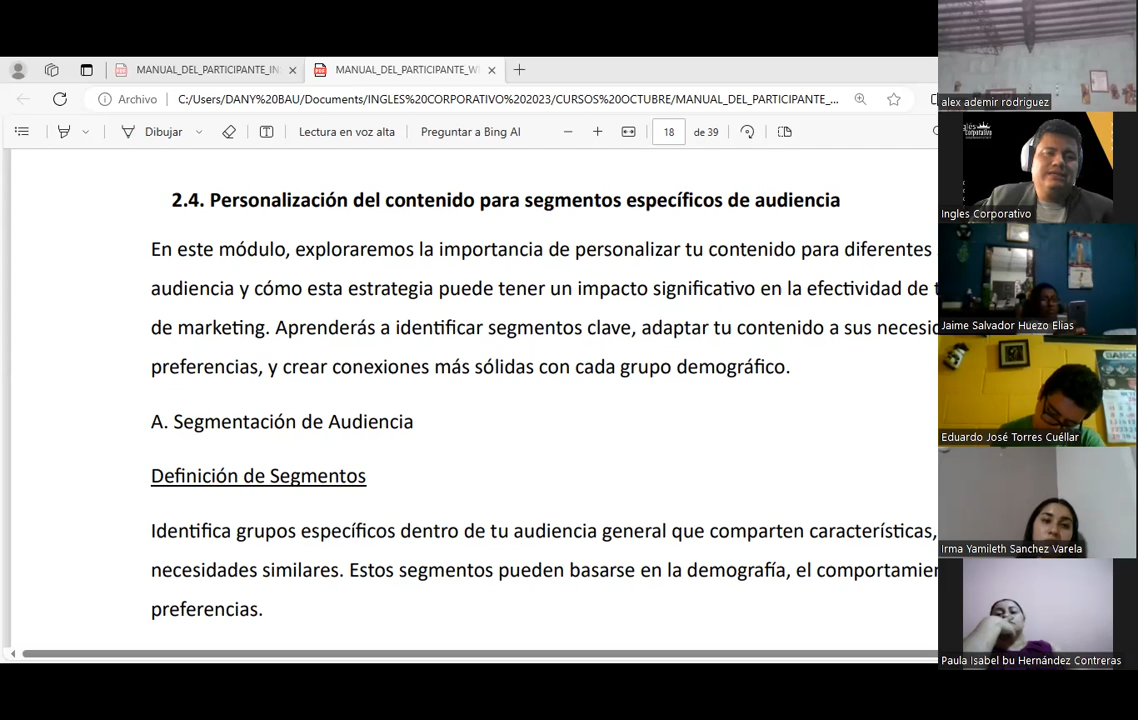 MANUAL_DEL_PARTICIPANTE_IN
MANUAL_DEL_PARTICIPANTE_W
Archivo
C:/Users/DANY%20BAU/Documents/INGLES%20CORPORATIVO%202023/CURSOS%20OCTUBRE/MANUAL_DEL_PARTICIPANTE_...
Dibujar
Lectura en voz alta
Preguntar a Bing AI
18
de 39
2.4. Personalización del contenido para segmentos específicos de audiencia
En este módulo, exploraremos la importancia de personalizar tu contenido para diferentes
audiencia y cómo esta estrategia puede tener un impacto significativo en la efectividad de
de marketing. Aprenderás a identificar segmentos clave, adaptar tu contenido a sus necesid
preferencias, y crear conexiones más sólidas con cada grupo demográfico.
A. Segmentación de Audiencia
Definición de Segmentos
Identifica grupos específicos dentro de tu audiencia general que comparten características,
necesidades similares. Estos segmentos pueden basarse en la demografía, el comportamien
preferencias.
alex ademir rodriguez
Ingles Corporativo
Jaime Salvador Huezo Elias
Eduardo José Torres Cuéllar
Irma Yamileth Sanchez Varela
Paula Isabel bu Hernández Contreras